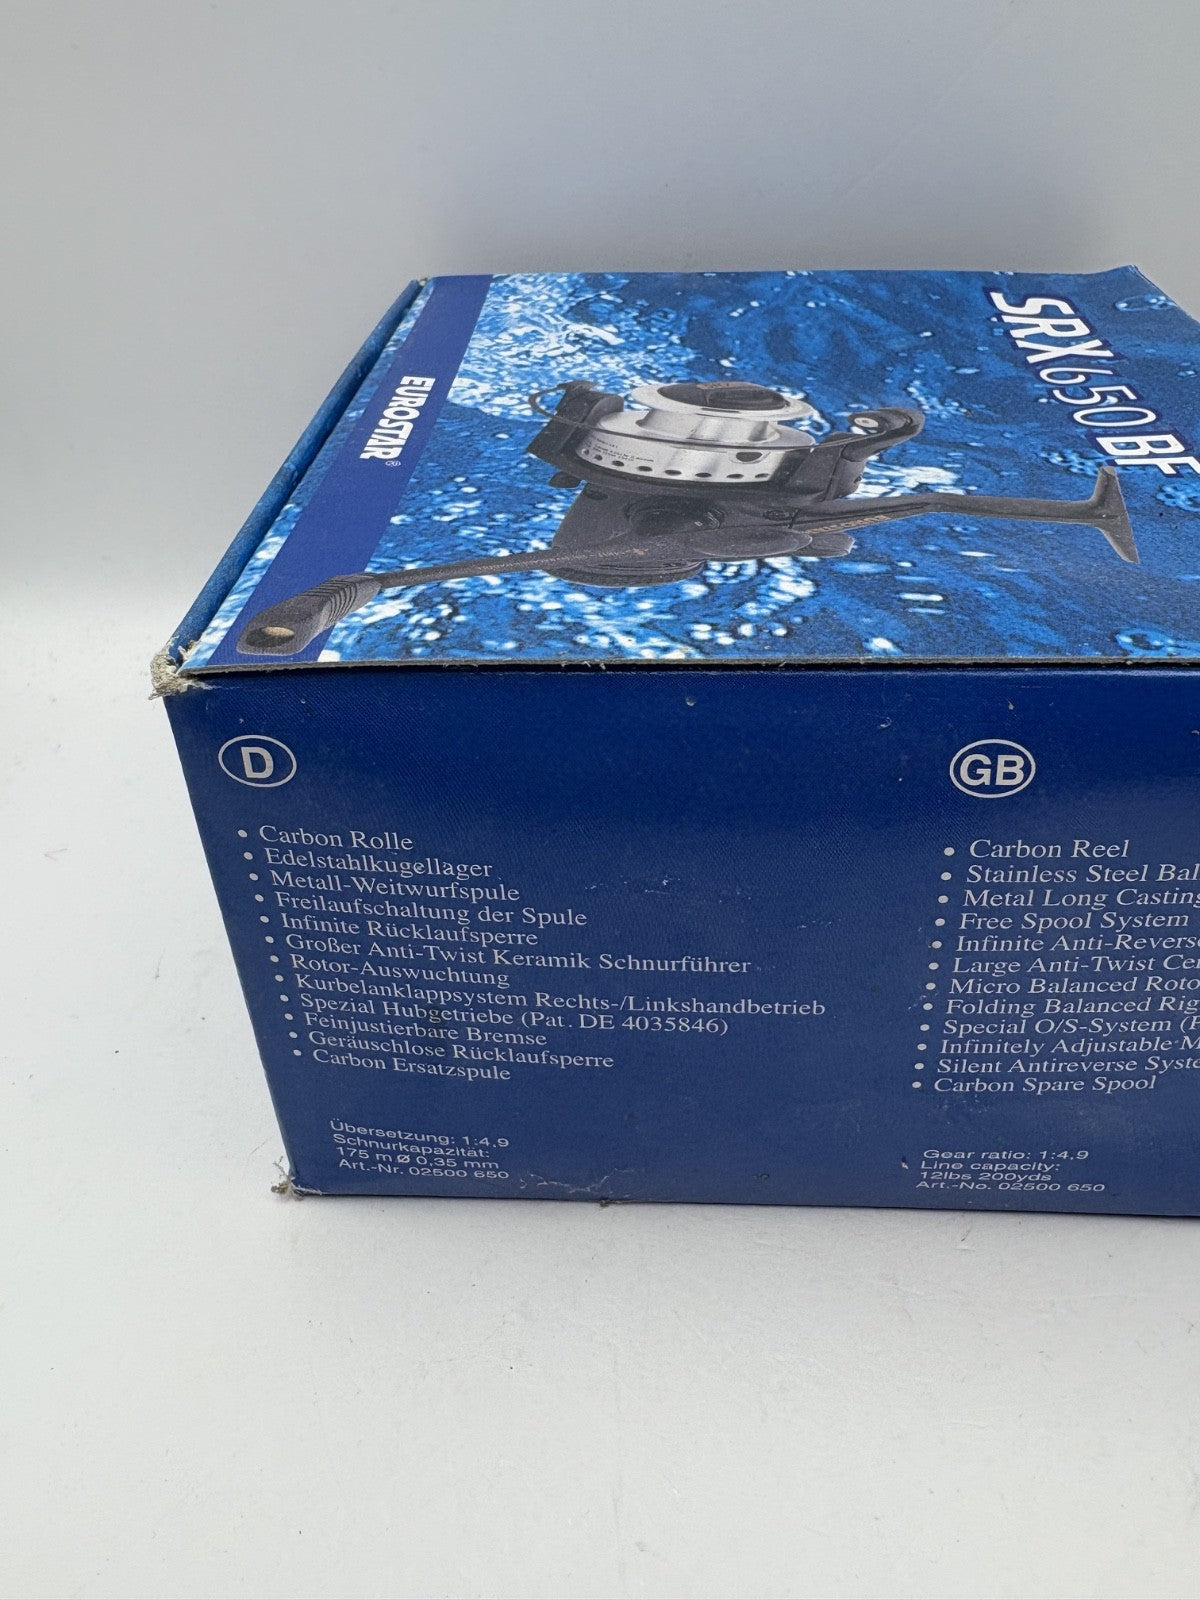 EUROSTAR®
SRX650BF
D
• Carbon Rolle
• Edelstahlkugellager
• Metall-Weitwurfspule
• Freilaufschaltung der Spule
• Infinite Rücklaufsperre
• Großer Anti-Twist Keramik Schnurführer
• Rotor-Auswuchtung
• Kurbelanklappsystem Rechts-/Linkshandbetrieb
• Spezial Hubgetriebe (Pat. DE 4035846)
• Feinjustierbare Bremse
• Geräuschlose Rücklaufsperre
• Carbon Ersatzspule
Übersetzung: 1:4,9
Schnurkapazität:
175 m Ø 0,35 mm
Art.-Nr. 02500 650
GB
• Carbon Reel
• Stainless Steel Bal
• Metal Long Casting
• Free Spool System
• Infinite Anti-Reverse
• Large Anti-Twist Cer
• Micro Balanced Roto
• Folding Balanced Rig
• Special O/S-System (P
• Infinitely Adjustable M
• Silent Antireverse Syste
• Carbon Spare Spool
Gear ratio: 1:4,9
Line capacity:
12lbs 200yds
Art.-No. 02500 650